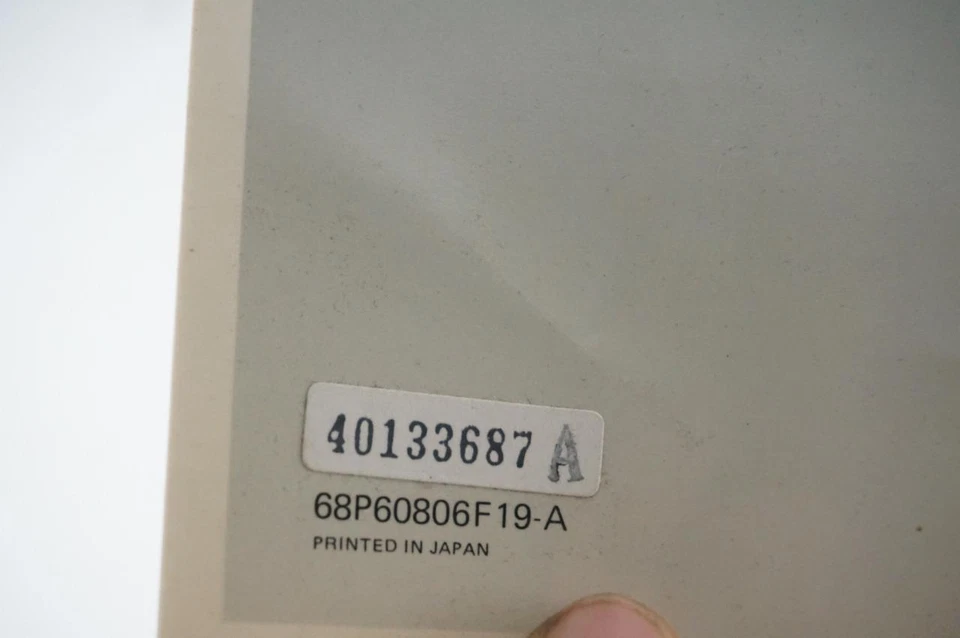 40133687 A
68P60806F19-A
PRINTED IN JAPAN